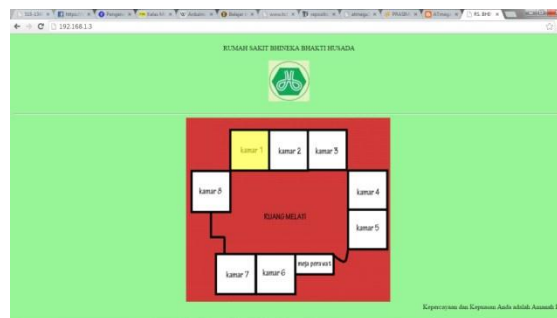 192.168.1.3
RUMAH SAKIT BHINEKA BHAKTI HUSADA
kamar 1
kamar 2
kamar 3
kamar 8
kamar 4
RUANG MELATI
kamar 5
meja perawat
kamar 7
kamar 6
Kepercayaan dan Kepuasan Anda adalah Amanah